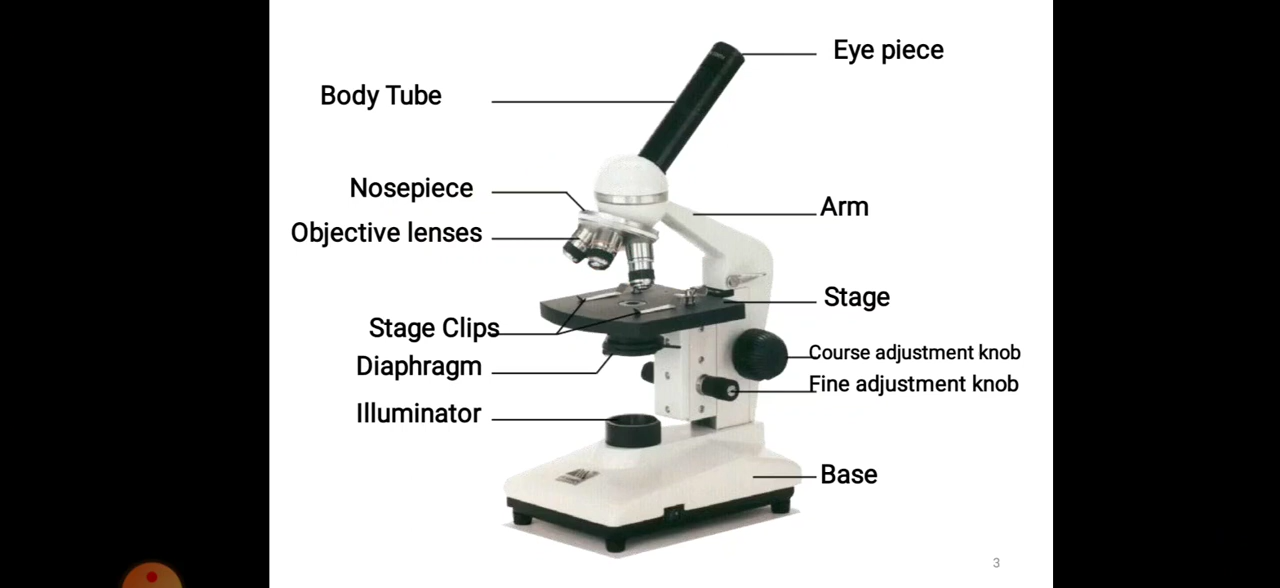 Eye piece
Body Tube
Nosepiece
Arm
Objective lenses
Stage
Stage Clips
Course adjustment knob
Diaphragm
Fine adjustment knob
Illuminator
Base
3